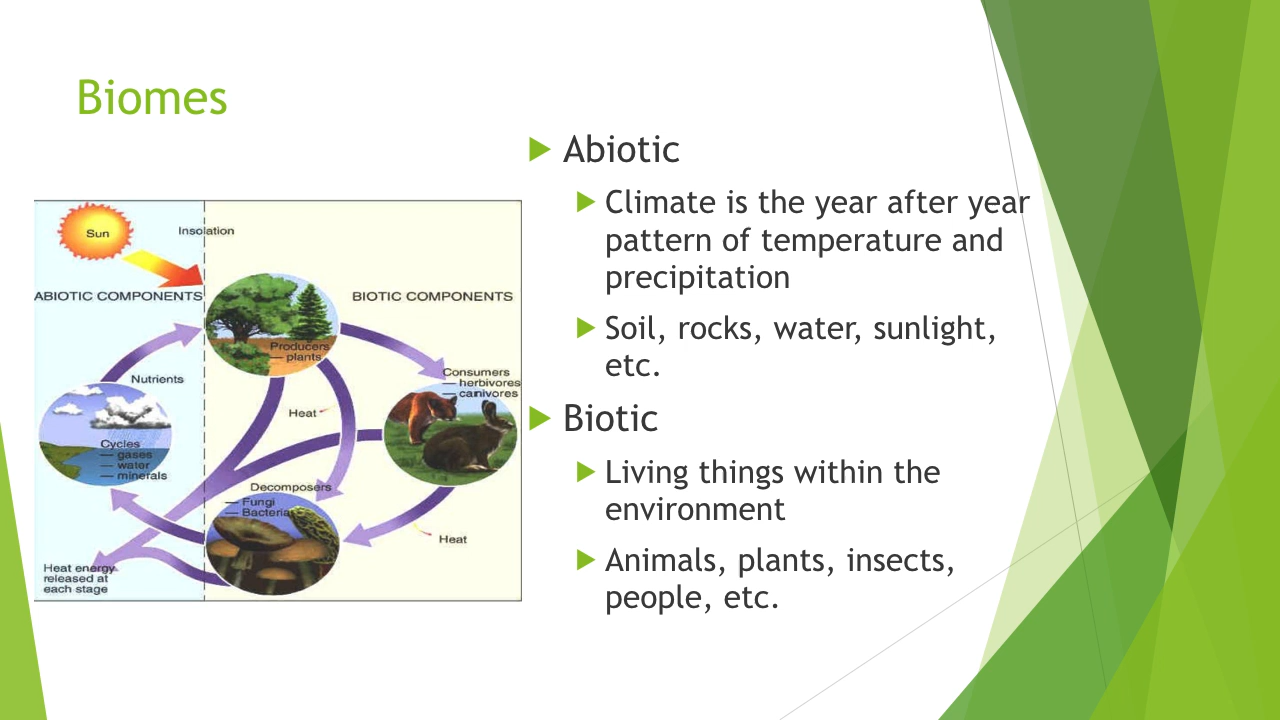 Biomes
Abiotic
Climate is the year after year
pattern of temperature and
precipitation
Soil, rocks, water, sunlight,
etc.
Biotic
Living things within the
environment
Animals, plants, insects,
people, etc.
Sun
Insolation
ABIOTIC COMPONENTS
BIOTIC COMPONENTS
Producers
— plants
Nutrients
Consumers
— herbivores
— carnivores
Heat
Cycles
— gases
— water
— minerals
Decomposers
— Fungi
— Bacteria
Heat
Heat energy
released at
each stage